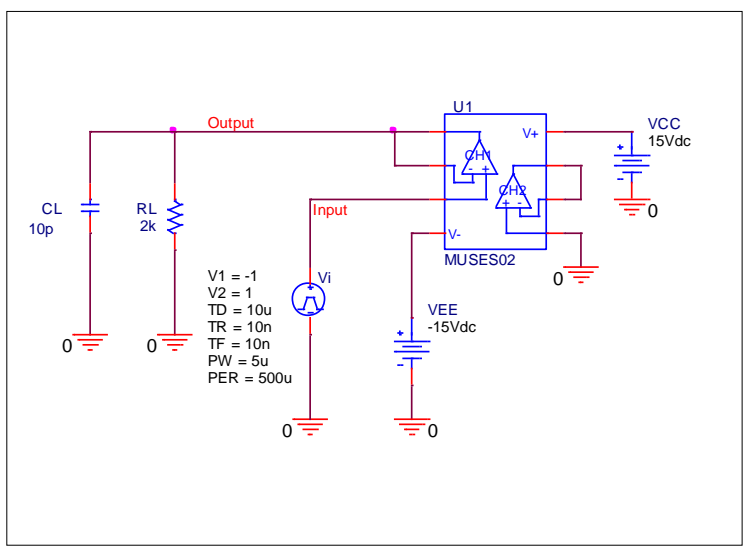 U1
Output
V+
VCC
15Vdc
CH1
- +
CH2
+ -
+
-
0
CL
10p
RL
2k
Input
V-
MUSES02
0
V1 = -1
V2 = 1
TD = 10u
TR = 10n
TF = 10n
PW = 5u
PER = 500u
Vi
+
-
VEE
-15Vdc
+
-
0
0
0
0